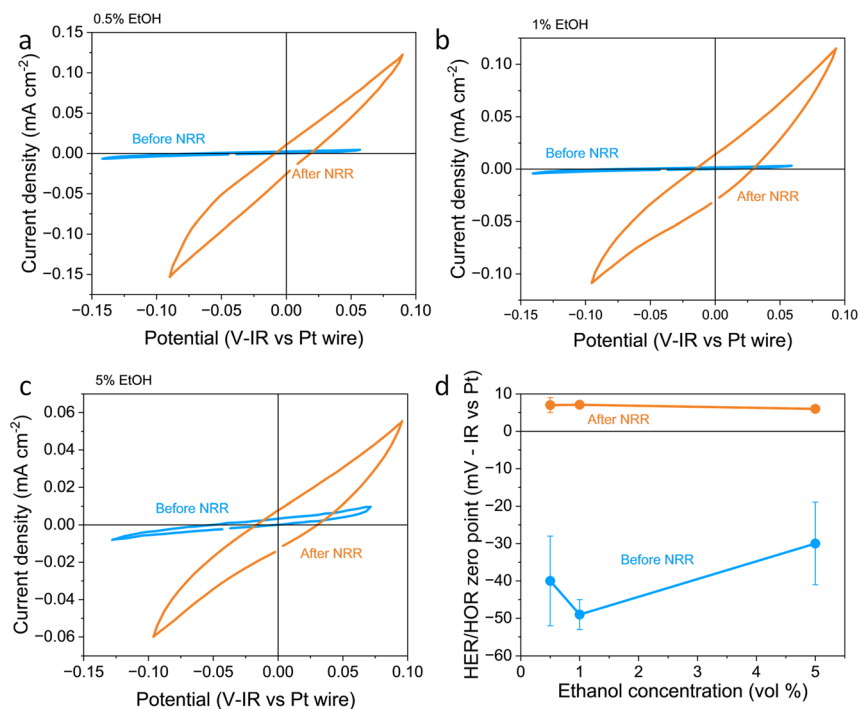 a
0.5% EtOH
Current density (mA cm⁻²)
0.15
0.10
0.05
0.00
−0.05
−0.10
−0.15
Before NRR
After NRR
−0.15 −0.10 −0.05 0.00 0.05 0.10
Potential (V-IR vs Pt wire)
b
1% EtOH
Current density (mA cm⁻²)
0.10
0.05
0.00
−0.05
−0.10
Before NRR
After NRR
−0.15 −0.10 −0.05 0.00 0.05 0.10
Potential (V-IR vs Pt wire)
c
5% EtOH
Current density (mA cm⁻²)
0.06
0.04
0.02
0.00
−0.02
−0.04
−0.06
Before NRR
After NRR
−0.15 −0.10 −0.05 0.00 0.05 0.10
Potential (V-IR vs Pt wire)
d
HER/HOR zero point (mV - IR vs Pt)
10
0
−10
−20
−30
−40
−50
−60
After NRR
Before NRR
0 1 2 3 4 5
Ethanol concentration (vol %)